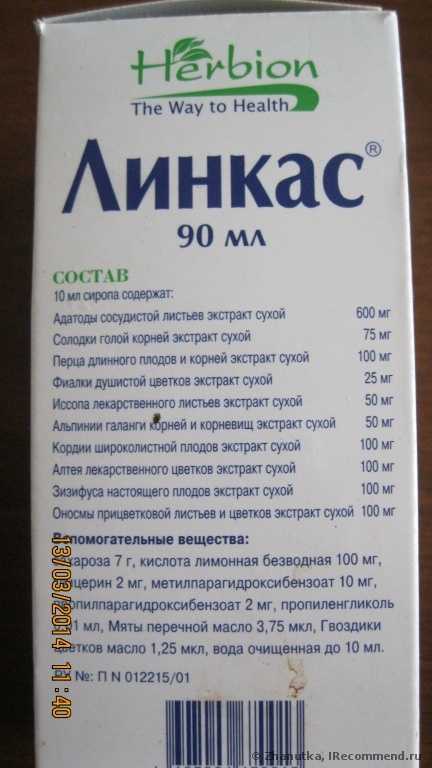 Herbion
The Way to Health
Линкас®
90 мл
СОСТАВ
10 мл сиропа содержат:
Адатоды сосудистой листьев экстракт сухой 600 мг
Солодки голой корней экстракт сухой 75 мг
Перца длинного плодов и корней экстракт сухой 100 мг
Фиалки душистой цветков экстракт сухой 25 мг
Иссопа лекарственного листьев экстракт сухой 50 мг
Альпинии галанги корней и корневищ экстракт сухой 50 мг
Кордии широколистной плодов экстракт сухой 100 мг
Алтея лекарственного цветков экстракт сухой 100 мг
Зизифуса настоящего плодов экстракт сухой 100 мг
Оносмы прицветковой листьев и цветков экстракт сухой 100 мг
Вспомогательные вещества:
кароза 7 г, кислота лимонная безводная 100 мг,
ицерин 2 мг, метилпарагидроксибензоат 10 мг,
опилпарагидроксибензоат 2 мг, пропиленгликоль
1 мл, Мяты перечной масло 3,75 мкл, Гвоздики
цветков масло 1,25 мкл, вода очищенная до 10 мл.
№: П N 012215/01
13/03/2014 11:40
© Zhanutka, IRecommend.ru